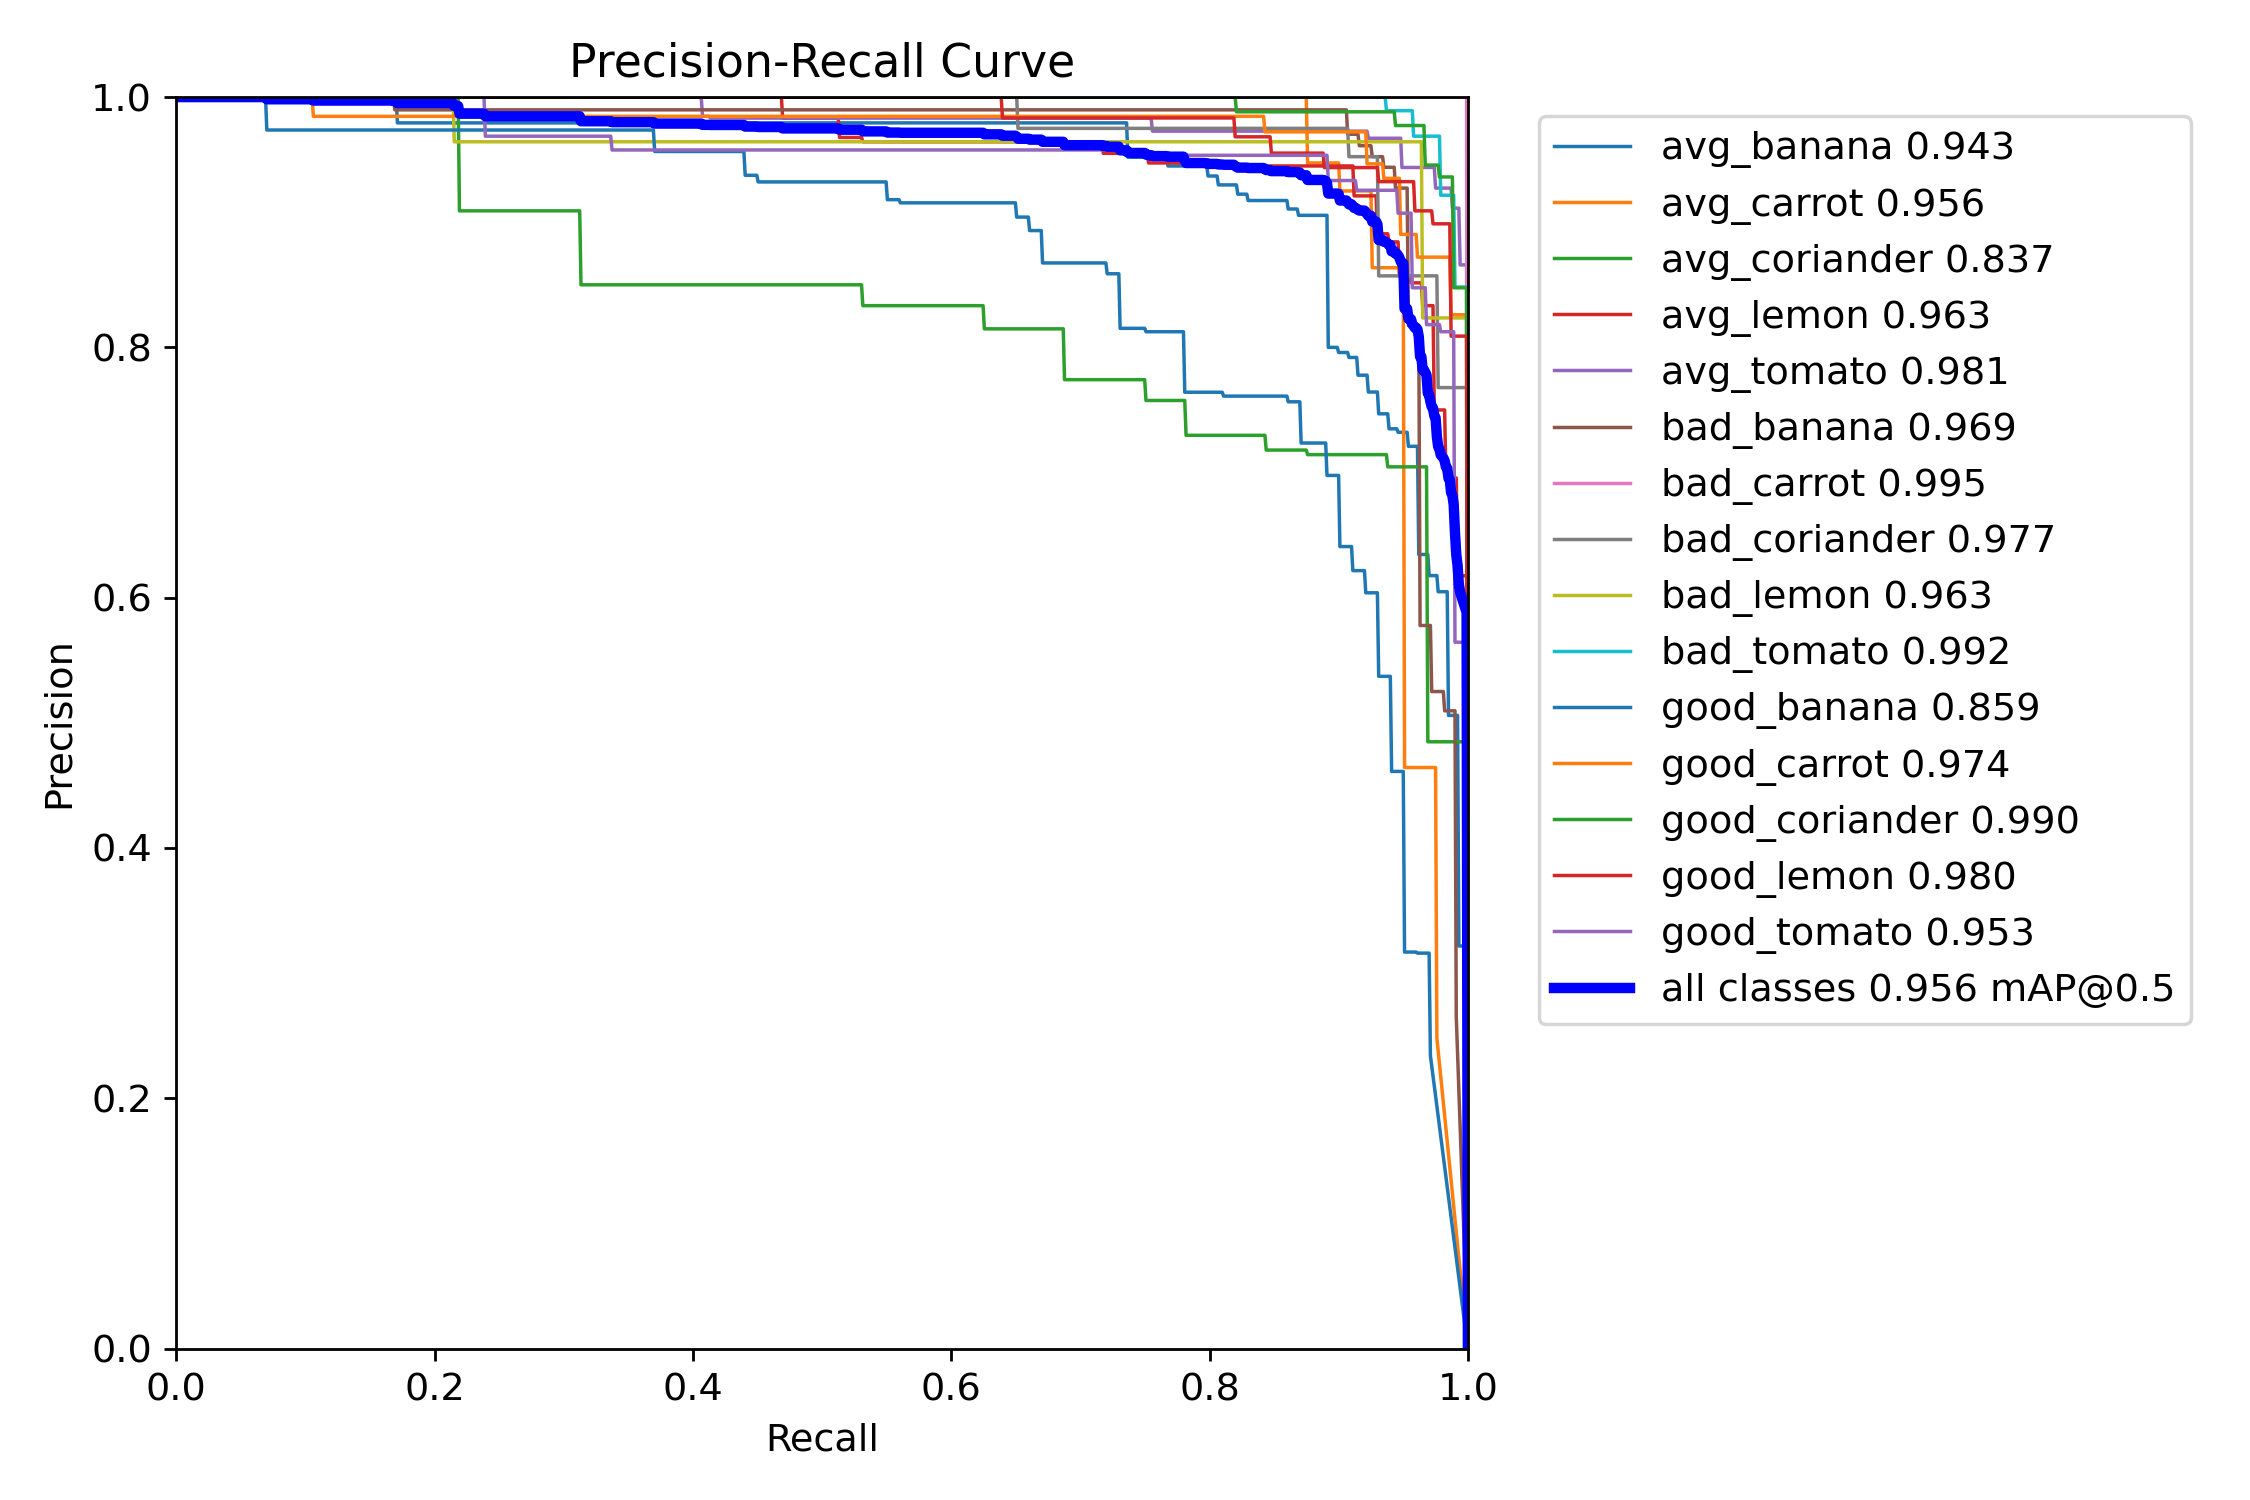 Precision-Recall Curve
1.0
0.8
0.6
0.4
0.2
0.0
Precision
0.0 0.2 0.4 0.6 0.8 1.0
Recall
avg_banana 0.943
avg_carrot 0.956
avg_coriander 0.837
avg_lemon 0.963
avg_tomato 0.981
bad_banana 0.969
bad_carrot 0.995
bad_coriander 0.977
bad_lemon 0.963
bad_tomato 0.992
good_banana 0.859
good_carrot 0.974
good_coriander 0.990
good_lemon 0.980
good_tomato 0.953
all classes 0.956 mAP@0.5